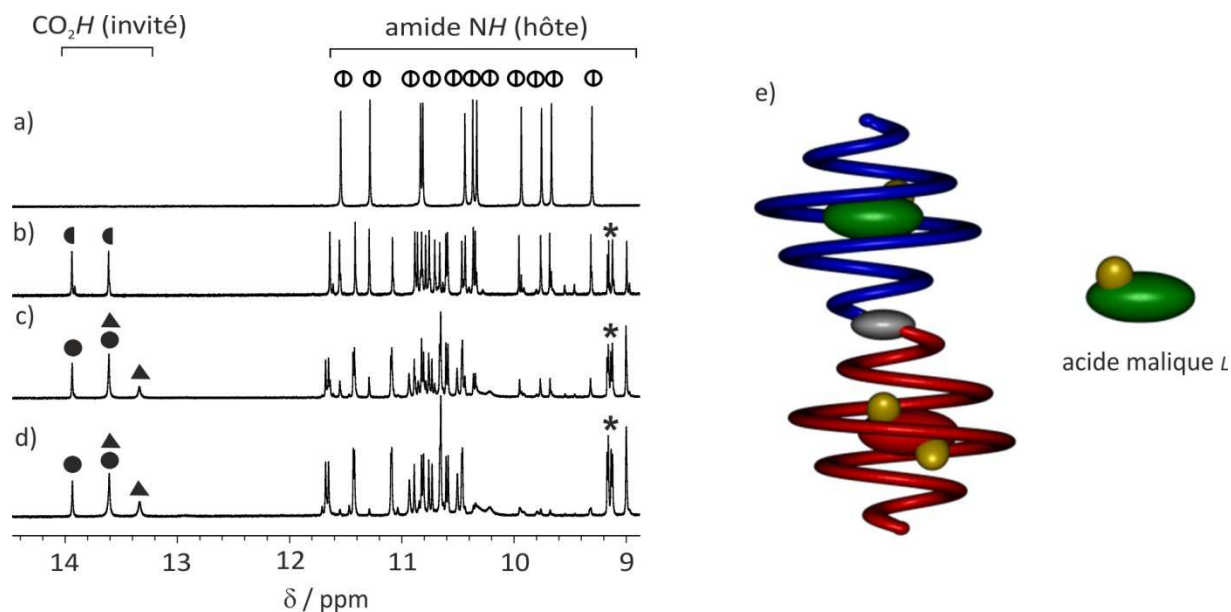 CO₂H (invité)
amide NH (hôte)
a)
b)
*
c)
*
d)
*
14 13 12 11 10 9
δ / ppm
e)
acide malique L